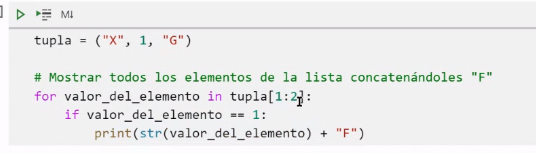 M↓
tupla = ("X", 1, "G")
# Mostrar todos los elementos de la lista concatenándoles "F"
for valor_del_elemento in tupla[1:2]:
    if valor_del_elemento == 1:
        print(str(valor_del_elemento) + "F")